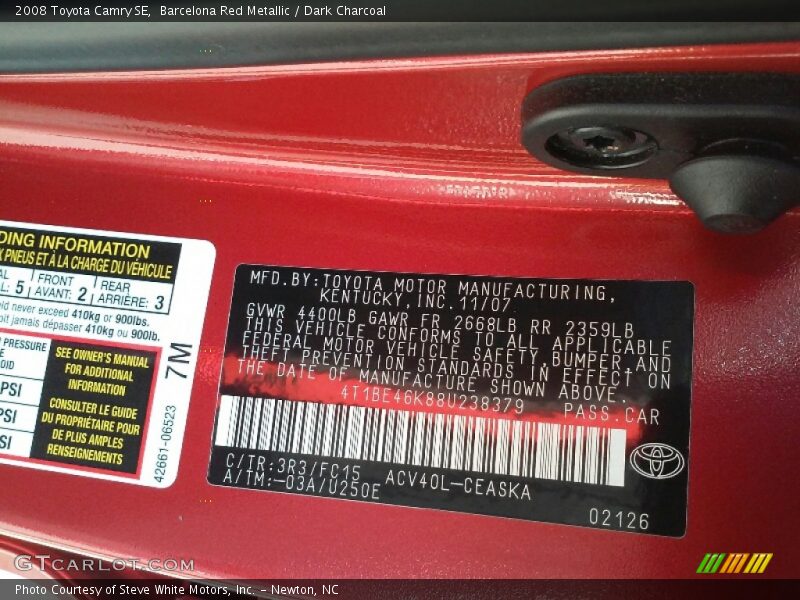 2008 Toyota Camry SE, Barcelona Red Metallic / Dark Charcoal
DING INFORMATION
X PNEUS ET À LA CHARGE DU VÉHICULE
FRONT
AVANT: 2
REAR
ARRIÈRE: 3
5
never exceed 410kg or 900lbs.
jamais dépasser 410kg ou 900lb.
PRESSURE
PSI
PSI
SI
SEE OWNER'S MANUAL
FOR ADDITIONAL
INFORMATION
CONSULTER LE GUIDE
DU PROPRIÉTAIRE POUR
DE PLUS AMPLES
RENSEIGNEMENTS
7M
42661-06523
MFD.BY:TOYOTA MOTOR MANUFACTURING,
KENTUCKY,INC.11/07
GVWR 4400LB GAWR FR 2668LB RR 2359LB
THIS VEHICLE CONFORMS TO ALL APPLICABLE
FEDERAL MOTOR VEHICLE SAFETY,BUMPER,AND
THEFT PREVENTION STANDARDS IN EFFECT ON
THE DATE OF MANUFACTURE SHOWN ABOVE.
4T1BE46K88U238379 PASS.CAR
C/TR:3R3/FC15 ACV40L-CEASKA
A/TM:-03A/U250E
02126
GTCARLOT.COM
Photo Courtesy of Steve White Motors, Inc. – Newton, NC